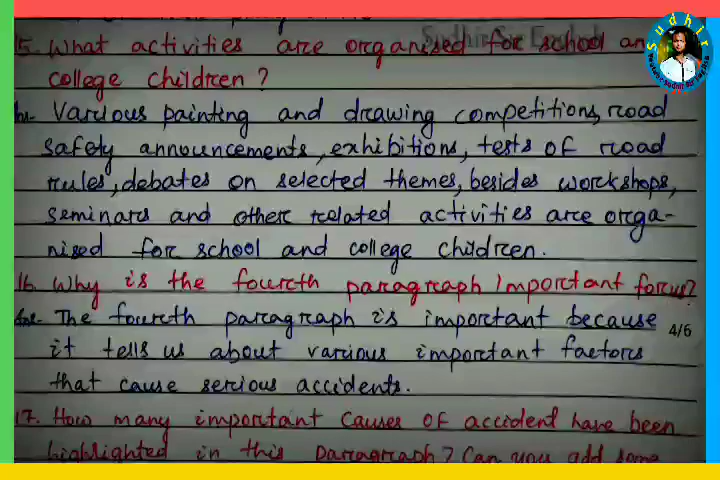 15. What activities are organised for school an
college children ?
Ans- Various painting and drawing competitions, road
safety announcements, exhibitions, tests of road
rules, debates on selected themes, besides workshops,
seminars and other related activities are orga-
nised for school and college children.
16. Why is the fourth paragraph important for us?
Ans- The fourth paragraph is important because
4/6
it tells us about various important factors
that cause serious accidents.
17. How many important causes of accident have been
highlighted in this paragraph? Can you add some
Sudhir